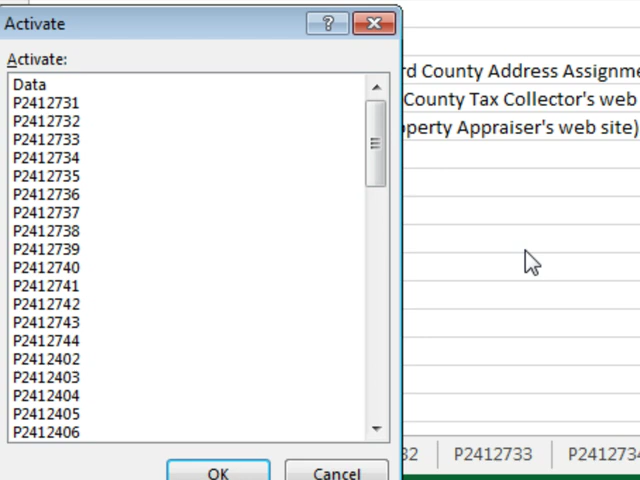 Activate
?
Activate:
Data
P2412731
P2412732
P2412733
P2412734
P2412735
P2412736
P2412737
P2412738
P2412739
P2412740
P2412741
P2412742
P2412743
P2412744
P2412402
P2412403
P2412404
P2412405
P2412406
OK Cancel
rd County Address Assignme
County Tax Collector's web
perty Appraiser's web site)
32 P2412733 P2412734